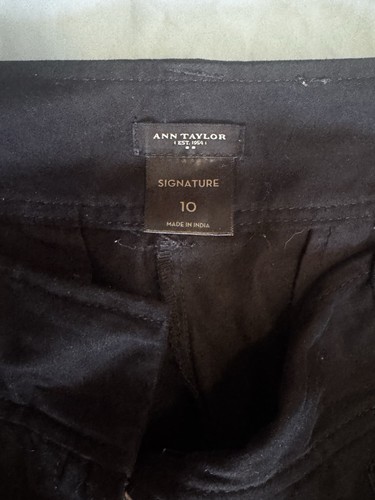 ANN TAYLOR
EST. 1954
SIGNATURE
10
MADE IN INDIA